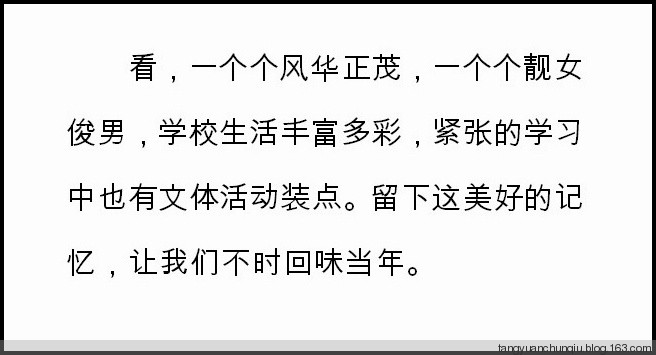 看，一个个风华正茂，一个个靓女
俊男，学校生活丰富多彩，紧张的学习
中也有文体活动装点。留下这美好的记
忆，让我们不时回味当年。
tangyuanchunqiu.blog.163.com